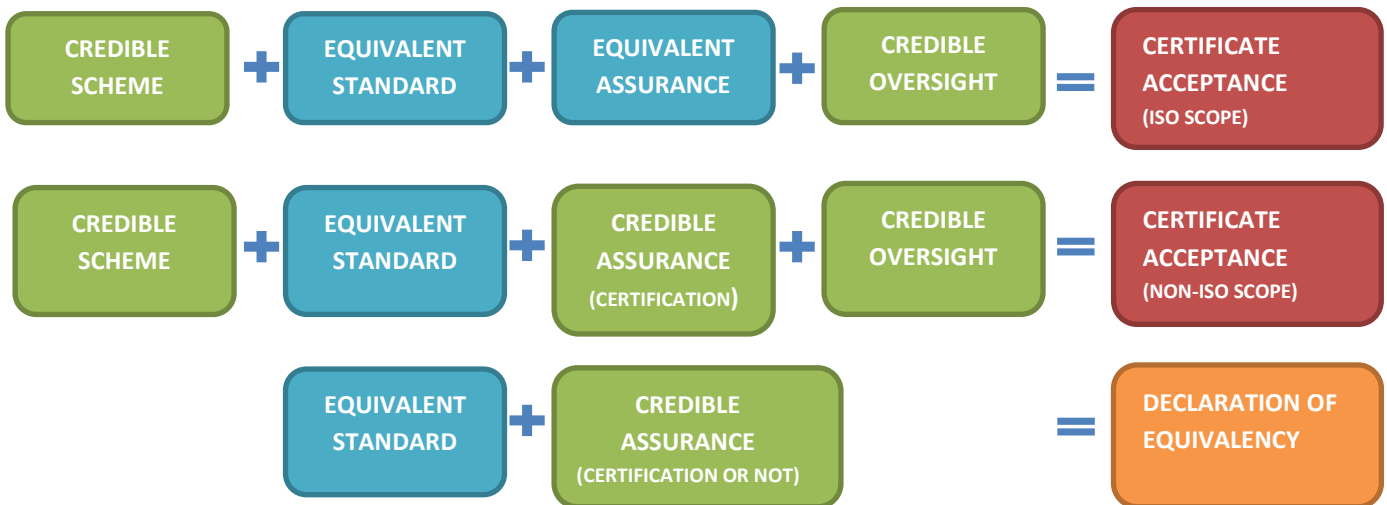 CREDIBLE
SCHEME
EQUIVALENT
STANDARD
EQUIVALENT
ASSURANCE
CREDIBLE
OVERSIGHT
CERTIFICATE
ACCEPTANCE
(ISO SCOPE)
CREDIBLE
SCHEME
EQUIVALENT
STANDARD
CREDIBLE
ASSURANCE
(CERTIFICATION)
CREDIBLE
OVERSIGHT
CERTIFICATE
ACCEPTANCE
(NON-ISO SCOPE)
EQUIVALENT
STANDARD
CREDIBLE
ASSURANCE
(CERTIFICATION OR NOT)
DECLARATION OF
EQUIVALENCY